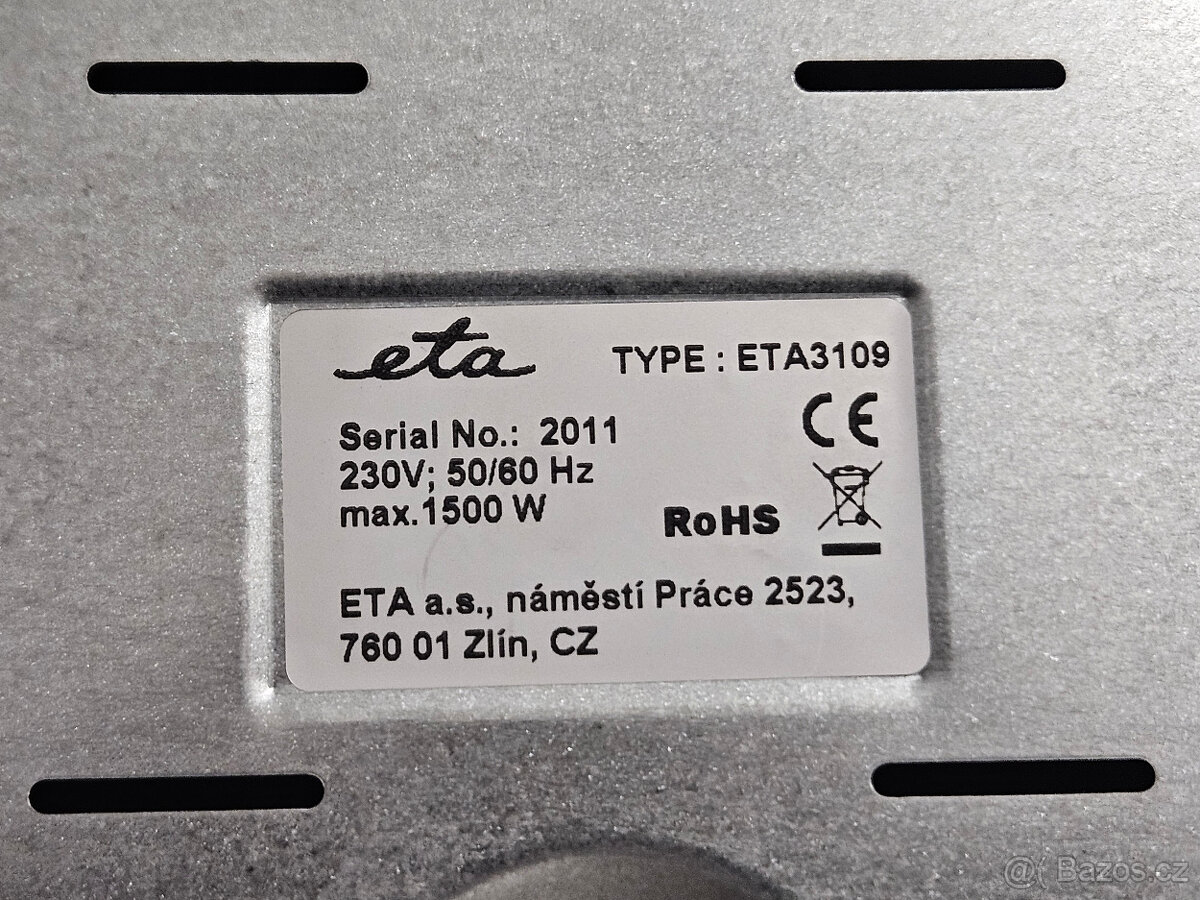 eta
TYPE : ETA3109
Serial No.: 2011
230V; 50/60 Hz
max.1500 W
CE
RoHS
ETA a.s., náměstí Práce 2523,
760 01 Zlín, CZ
@( Bazos.cz